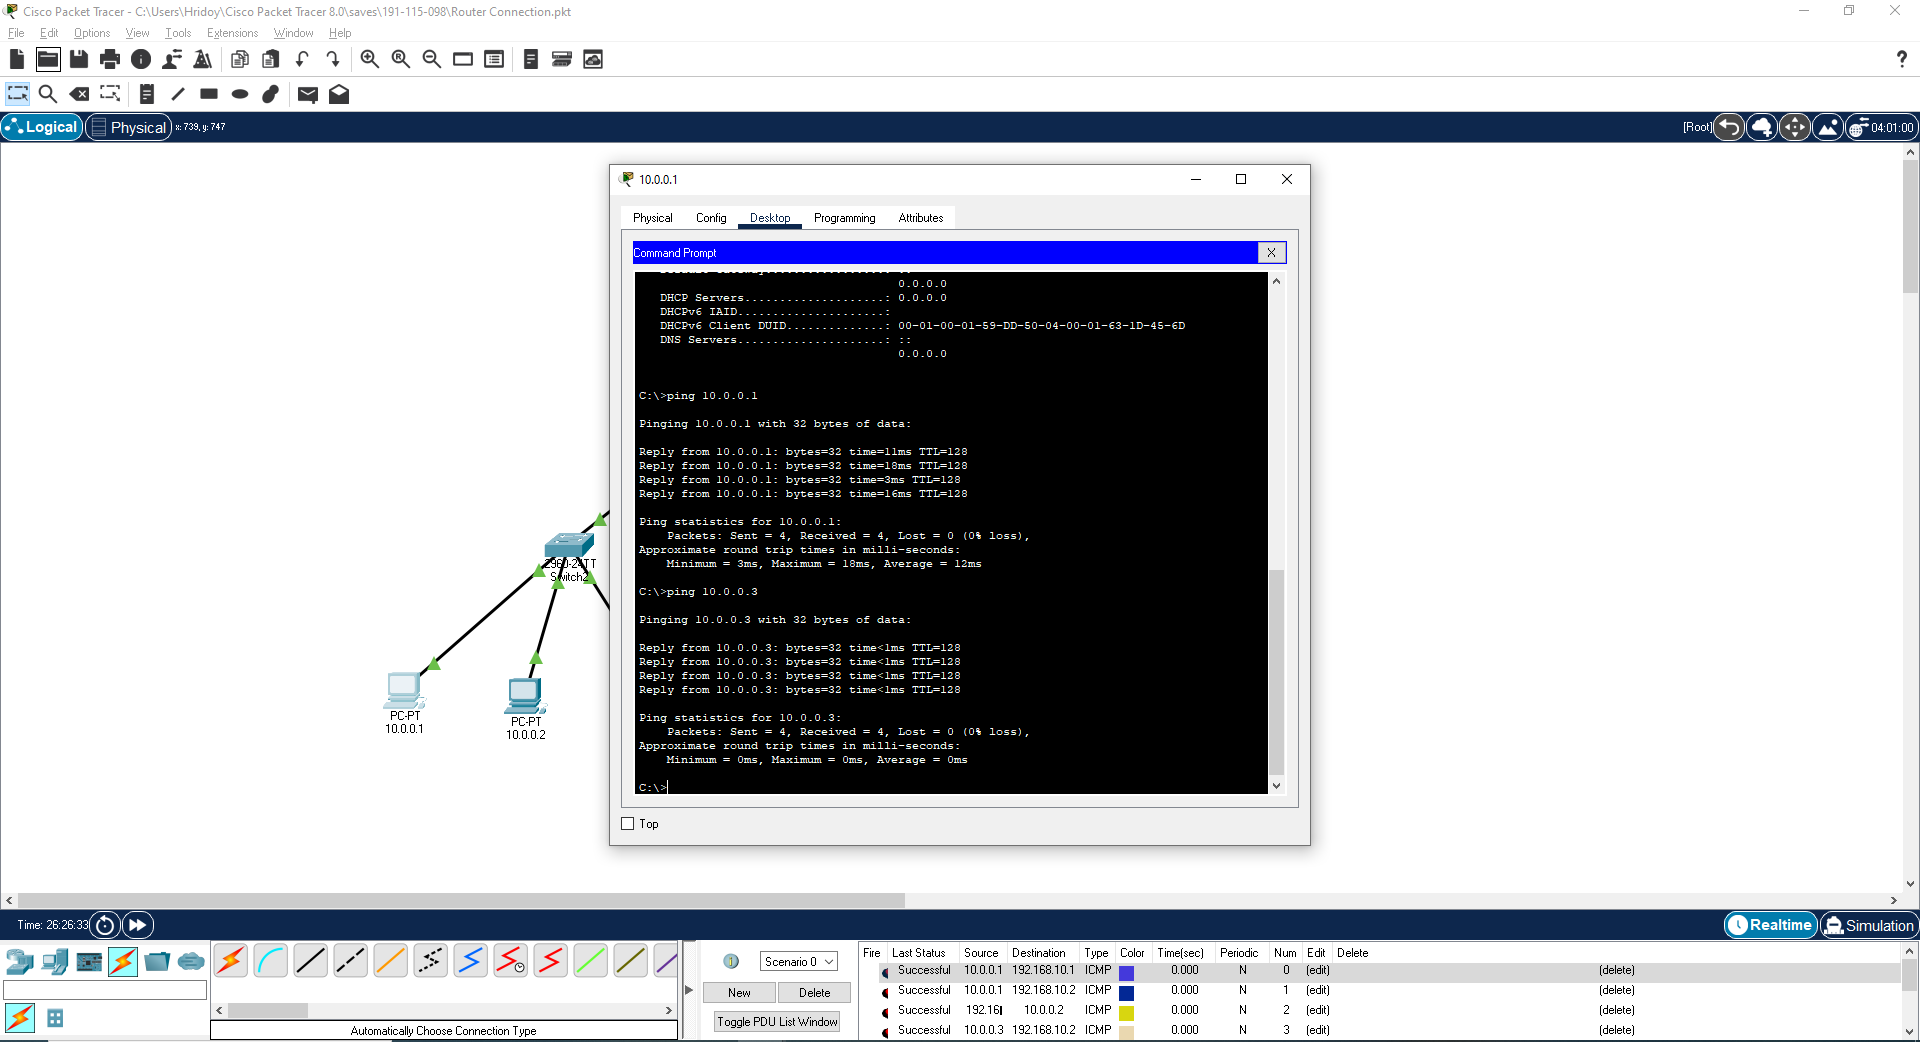 Cisco Packet Tracer - C:\Users\Hridoy\Cisco Packet Tracer 8.0\saves\191-115-098\Router Connection.pkt
File Edit Options View Tools Extensions Window Help
Logical Physical x: 739, y: 747 [Root] 04:01:00
10.0.0.1
Physical Config Desktop Programming Attributes
Command Prompt X
0.0.0.0
DHCP Servers....................: 0.0.0.0
DHCPv6 IAID.....................:
DHCPv6 Client DUID..............: 00-01-00-01-59-DD-50-04-00-01-63-1D-45-6D
DNS Servers.....................: ::
0.0.0.0
C:\>ping 10.0.0.1
Pinging 10.0.0.1 with 32 bytes of data:
Reply from 10.0.0.1: bytes=32 time=11ms TTL=128
Reply from 10.0.0.1: bytes=32 time=18ms TTL=128
Reply from 10.0.0.1: bytes=32 time=3ms TTL=128
Reply from 10.0.0.1: bytes=32 time=16ms TTL=128
Ping statistics for 10.0.0.1:
Packets: Sent = 4, Received = 4, Lost = 0 (0% loss),
Approximate round trip times in milli-seconds:
Minimum = 3ms, Maximum = 18ms, Average = 12ms
C:\>ping 10.0.0.3
Pinging 10.0.0.3 with 32 bytes of data:
Reply from 10.0.0.3: bytes=32 time<1ms TTL=128
Reply from 10.0.0.3: bytes=32 time<1ms TTL=128
Reply from 10.0.0.3: bytes=32 time<1ms TTL=128
Reply from 10.0.0.3: bytes=32 time<1ms TTL=128
Ping statistics for 10.0.0.3:
Packets: Sent = 4, Received = 4, Lost = 0 (0% loss),
Approximate round trip times in milli-seconds:
Minimum = 0ms, Maximum = 0ms, Average = 0ms
C:\>
Top
2960-24TT
Switch2
PC-PT
10.0.0.1
PC-PT
10.0.0.2
Time: 26:26:33 Realtime Simulation
Automatically Choose Connection Type
Scenario 0
New Delete
Toggle PDU List Window
Fire Last Status Source Destination Type Color Time(sec) Periodic Num Edit Delete
Successful 10.0.0.1 192.168.10.1 ICMP 0.000 N 0 (edit) (delete)
Successful 10.0.0.1 192.168.10.2 ICMP 0.000 N 1 (edit) (delete)
Successful 192.16 10.0.0.2 ICMP 0.000 N 2 (edit) (delete)
Successful 10.0.0.3 192.168.10.2 ICMP 0.000 N 3 (edit) (delete)